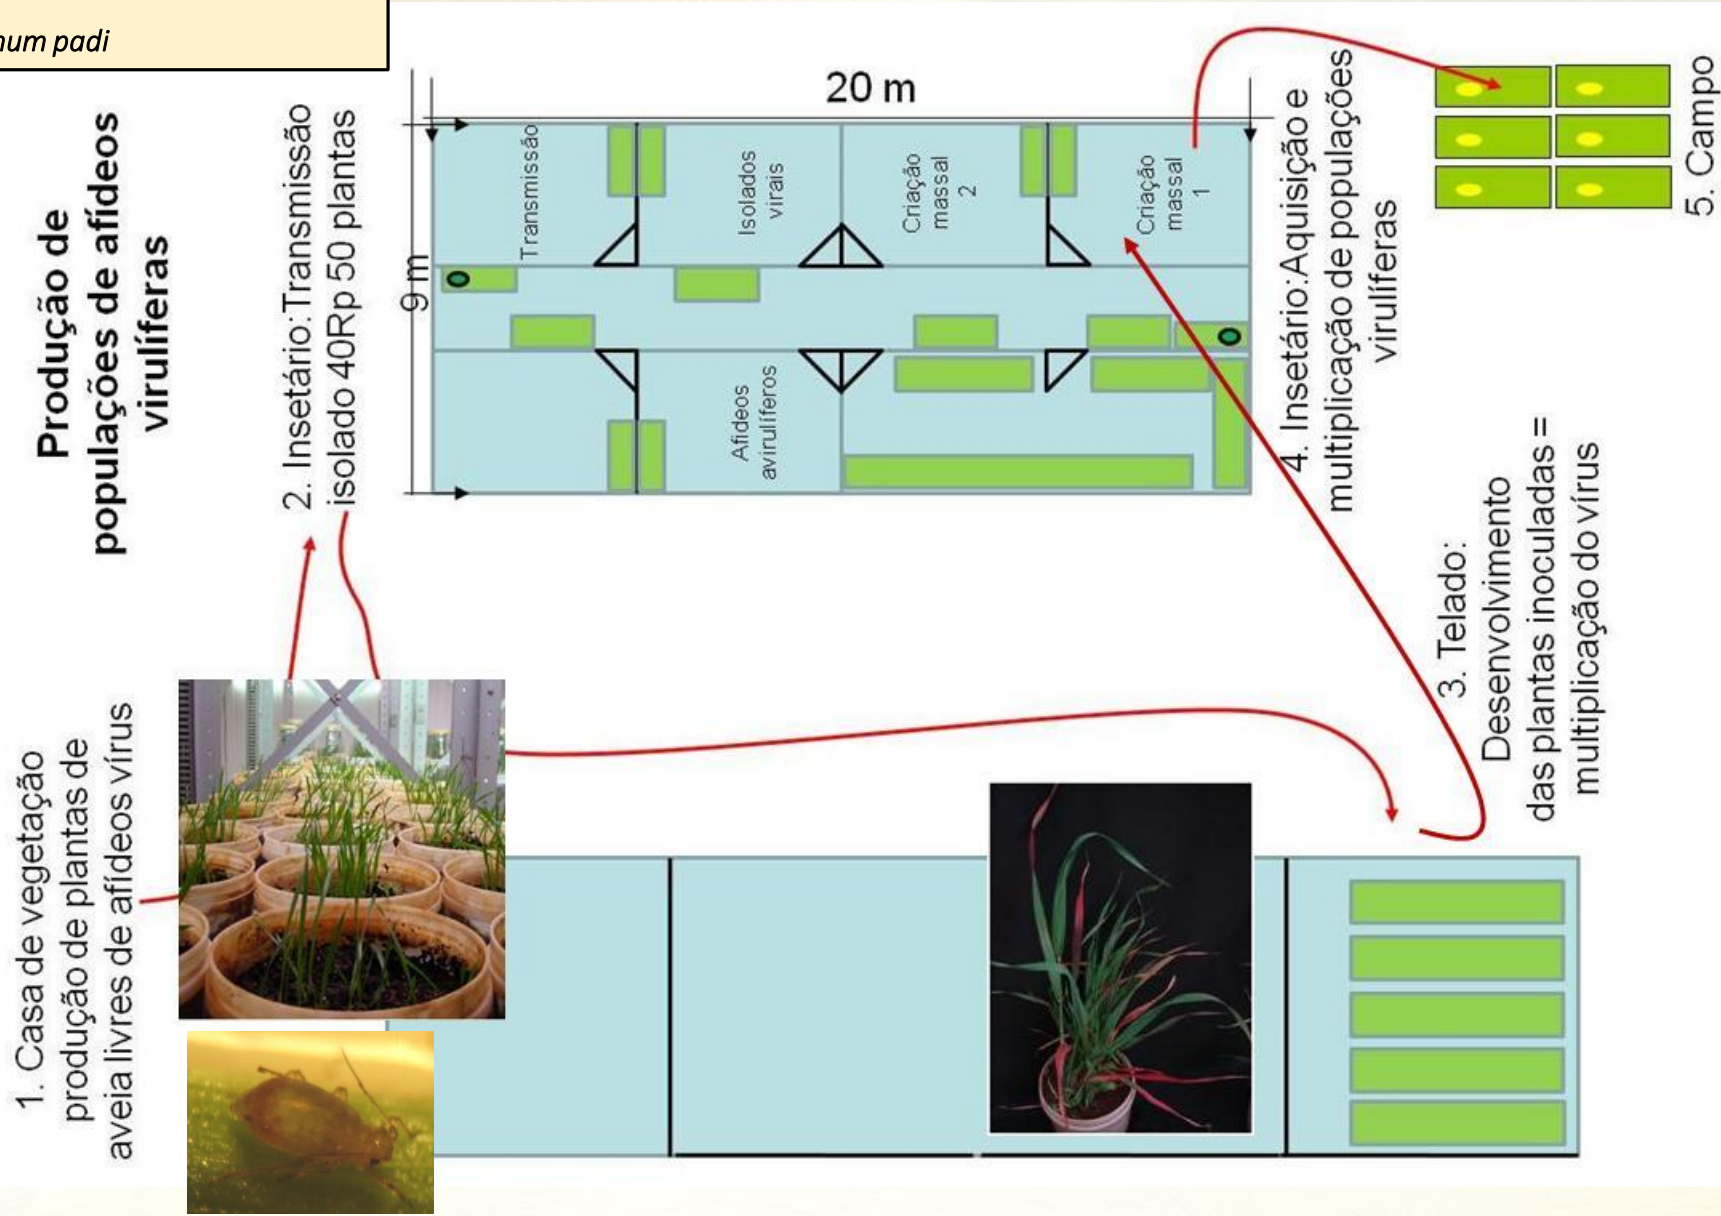 padi
Produção de
populações de afídeos
virulíferas
1. Casa de vegetação
produção de plantas de
aveia livres de afídeos vírus
2. Insetário:Transmissão
isolado 40Rp 50 plantas
20 m
9 m
Transmissão
Isolados
virais
Criação
massal
2
Criação
massal
1
Afideos
avirulíferos
3. Telado:
Desenvolvimento
das plantas inoculadas =
multiplicação do vírus
4. Insetário:Aquisição e
multiplicação de populações
virulíferas
5. Campo